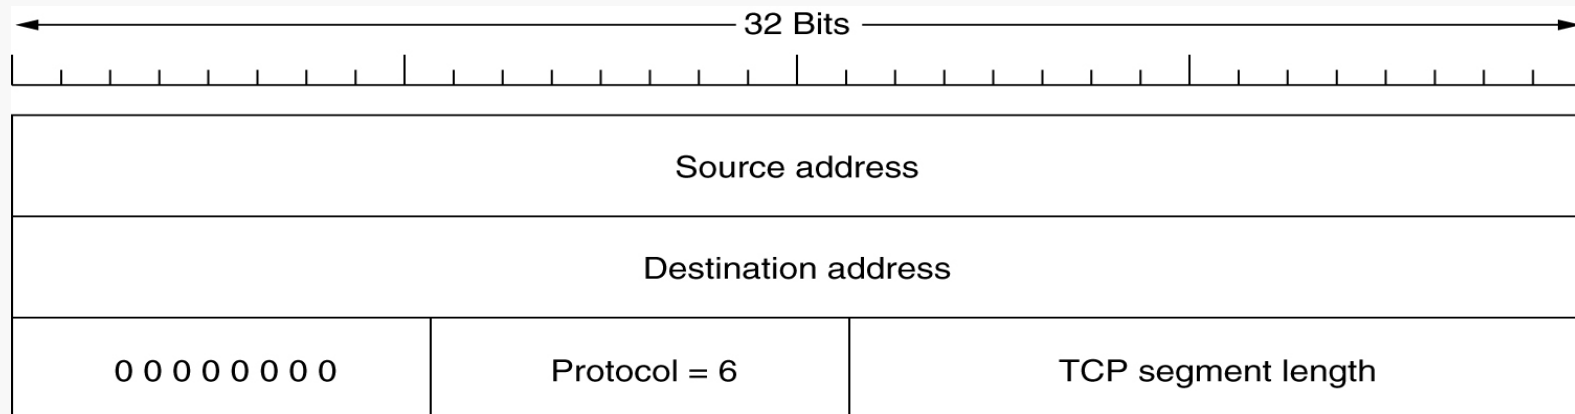 32 Bits
Source address
Destination address
0 0 0 0 0 0 0 0 Protocol = 6 TCP segment length